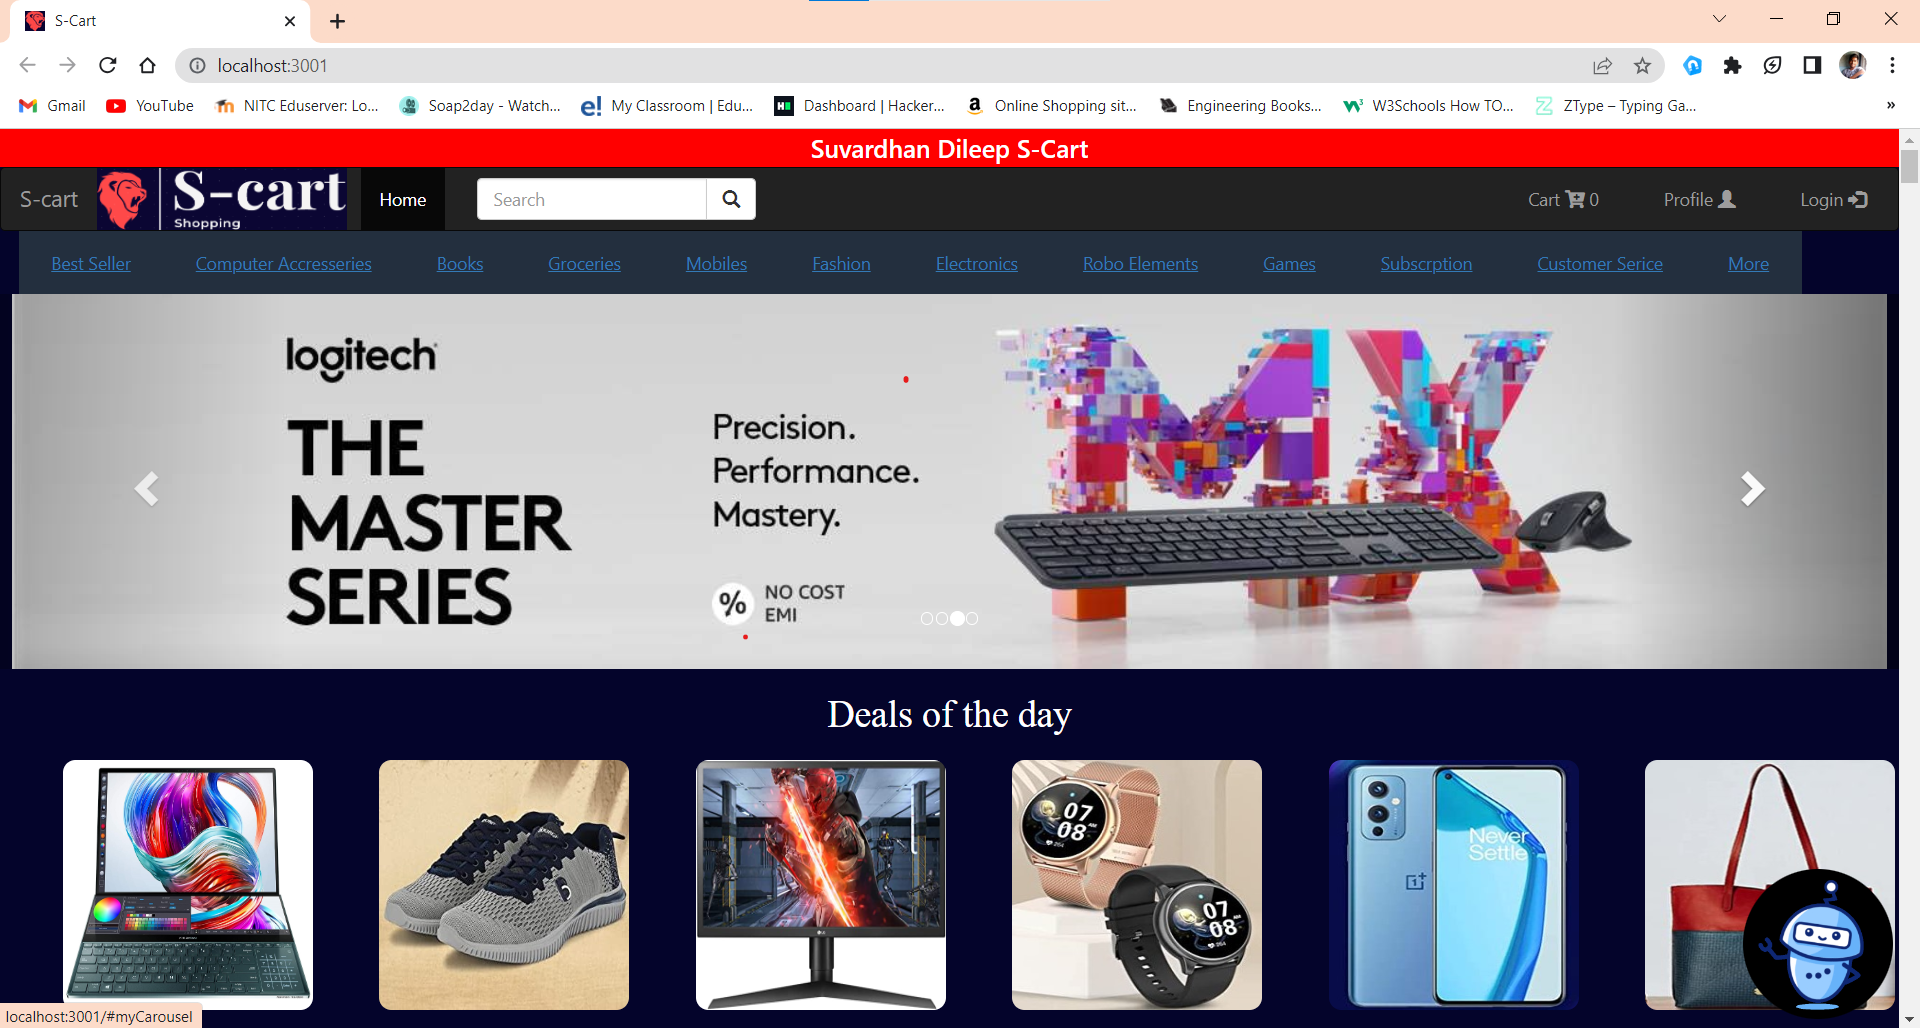 S-Cart
localhost:3001
Gmail
YouTube
NITC Eduserver: Lo...
Soap2day - Watch...
e!
My Classroom | Edu...
Dashboard | Hacker...
Online Shopping sit...
Engineering Books...
W3Schools How TO...
ZType – Typing Ga...
»
Suvardhan Dileep S-Cart
S-cart
S-cart
Shopping
Home
Search
Cart 0
Profile
Login
Best Seller
Computer Accresseries
Books
Groceries
Mobiles
Fashion
Electronics
Robo Elements
Games
Subscrption
Customer Serice
More
logitech
THE
MASTER
SERIES
Precision.
Performance.
Mastery.
%
NO COST
EMI
MX
Deals of the day
07
08
07
08
Never
Settle
localhost:3001/#myCarousel